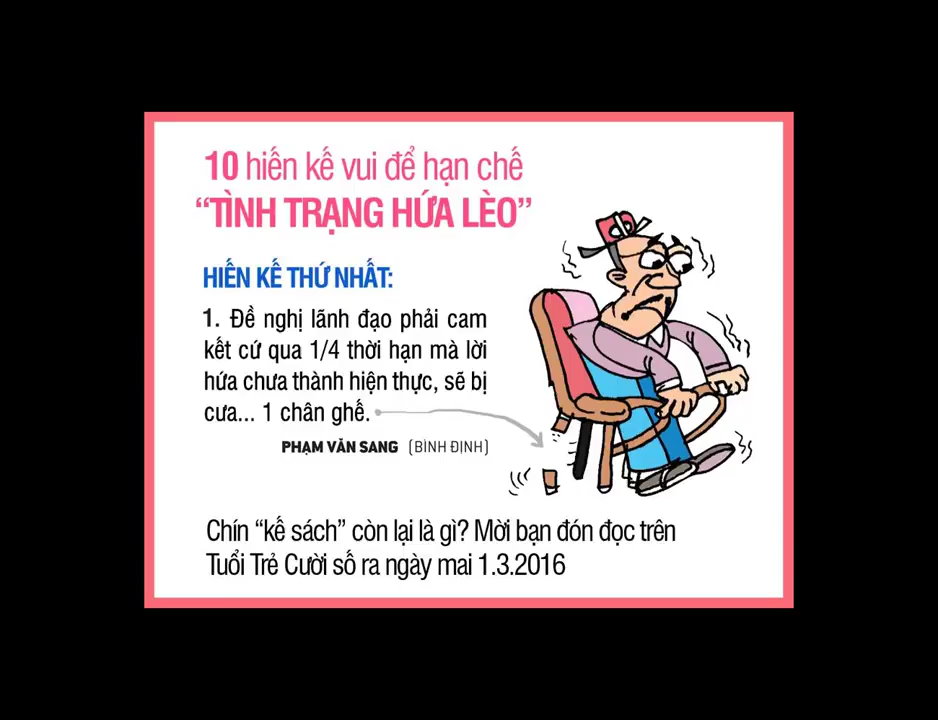 10 hiến kế vui để hạn chế
“TÌNH TRẠNG HỨA LÈO”
HIẾN KẾ THỨ NHẤT:
1. Đề nghị lãnh đạo phải cam
kết cứ qua 1/4 thời hạn mà lời
hứa chưa thành hiện thực, sẽ bị
cưa... 1 chân ghế.
PHẠM VĂN SANG (BÌNH ĐỊNH)
Chín “kế sách” còn lại là gì? Mời bạn đón đọc trên
Tuổi Trẻ Cười số ra ngày mai 1.3.2016